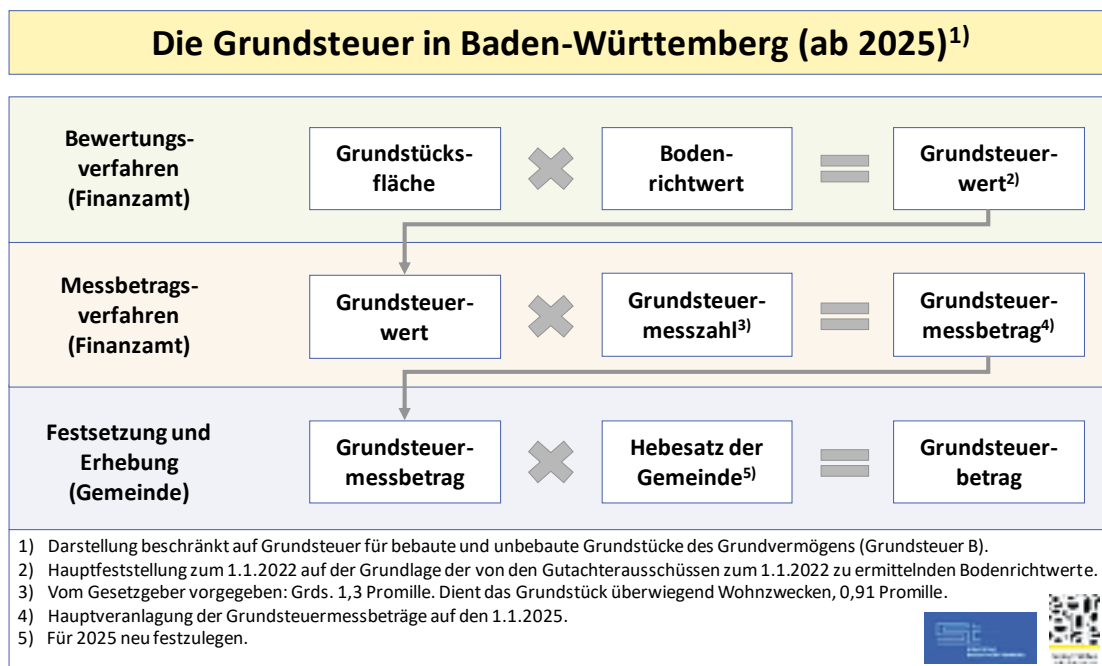 Die Grundsteuer in Baden-Württemberg (ab 2025)1)
Bewertungs-
verfahren
(Finanzamt)
Grundstücks-
fläche
Boden-
richtwert
Grundsteuer-
wert2)
Messbetrags-
verfahren
(Finanzamt)
Grundsteuer-
wert
Grundsteuer-
messzahl3)
Grundsteuer-
messbetrag4)
Festsetzung und
Erhebung
(Gemeinde)
Grundsteuer-
messbetrag
Hebesatz der
Gemeinde5)
Grundsteuer-
betrag
1) Darstellung beschränkt auf Grundsteuer für bebaute und unbebaute Grundstücke des Grundvermögens (Grundsteuer B).
2) Hauptfeststellung zum 1.1.2022 auf der Grundlage der von den Gutachterausschüssen zum 1.1.2022 zu ermittelnden Bodenrichtwerte.
3) Vom Gesetzgeber vorgegeben: Grds. 1,3 Promille. Dient das Grundstück überwiegend Wohnzwecken, 0,91 Promille.
4) Hauptveranlagung der Grundsteuermessbeträge auf den 1.1.2025.
5) Für 2025 neu festzulegen.